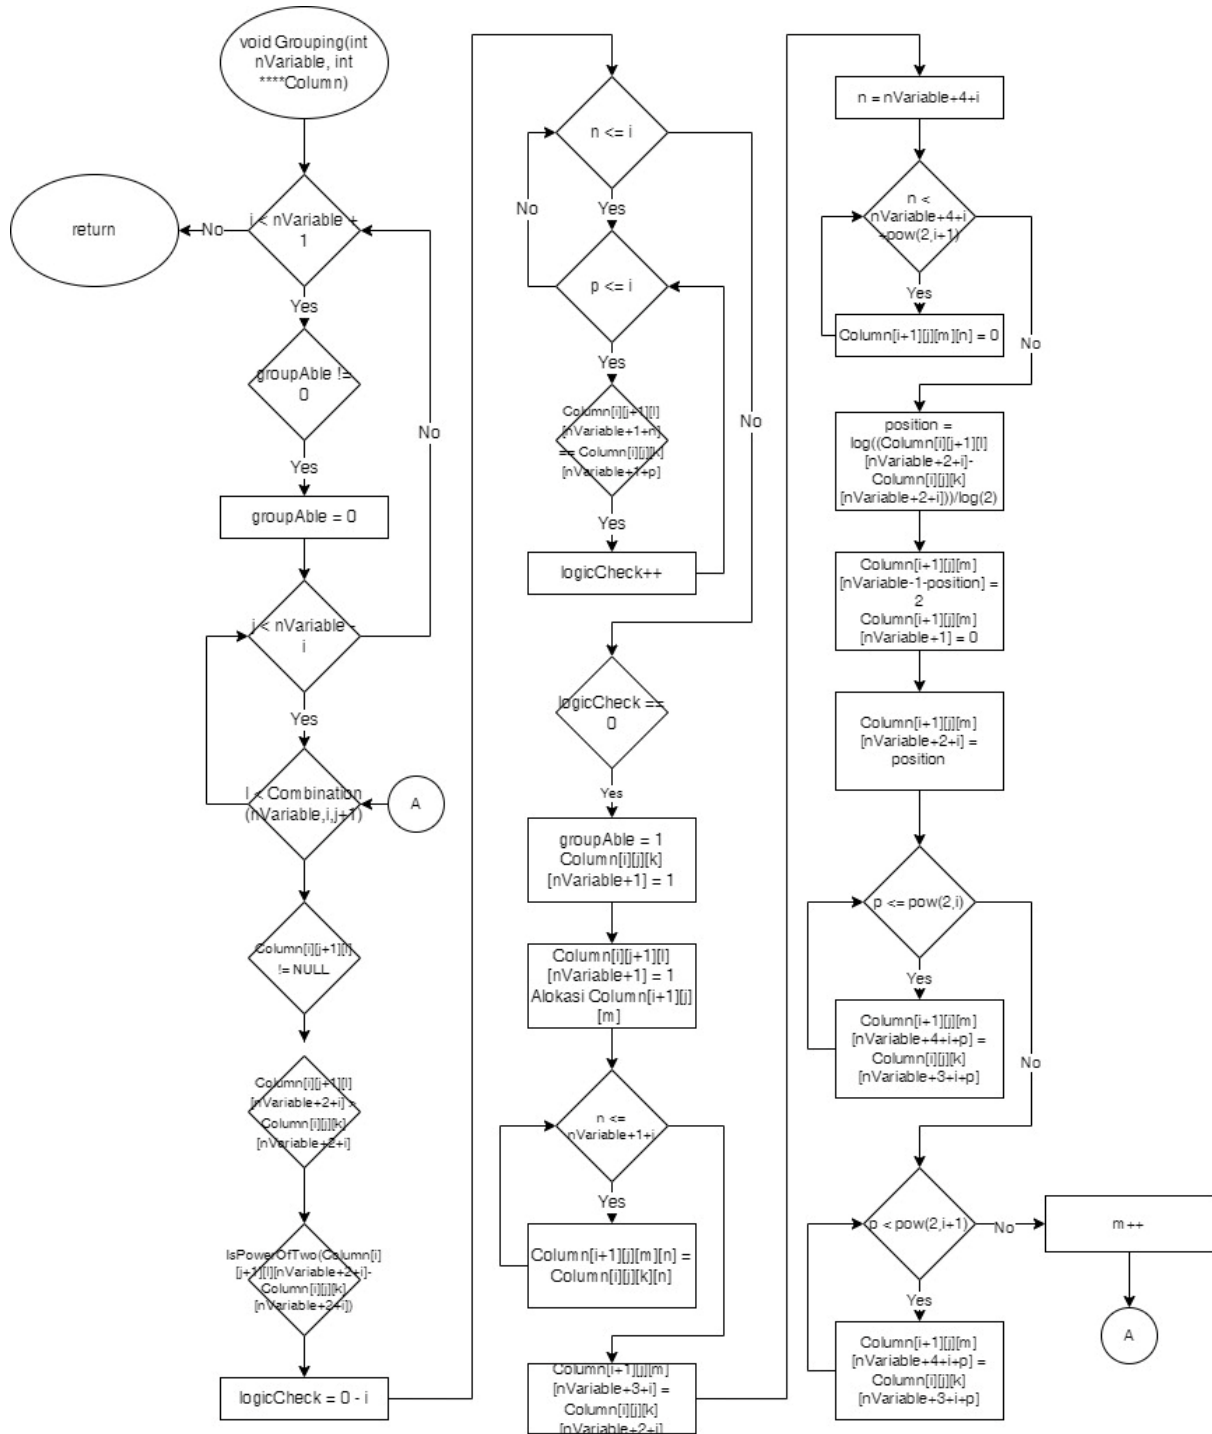 void Grouping(int
nVariable, int
****Column)
return
No
i < nVariable +
1
Yes
groupAble !=
0
Yes
groupAble = 0
No
j < nVariable -
i
Yes
l < Combination
(nVariable,i,j+1)
A
Column[i][j+1][l]
!= NULL
Column[i][j+1][l]
[nVariable+2+i] >
Column[i][j][k]
[nVariable+2+i]
IsPowerOfTwo(Column[i]
[j+1][l][nVariable+2+i]-
Column[i][j][k]
[nVariable+2+i])
logicCheck = 0 - i
n <= i
No
Yes
p <= i
Yes
No
Column[i][j+1][l]
[nVariable+1+n]
== Column[i][j][k]
[nVariable+1+p]
Yes
logicCheck++
logicCheck ==
0
Yes
groupAble = 1
Column[i][j][k]
[nVariable+1] = 1
Column[i][j+1][l]
[nVariable+1] = 1
Alokasi Column[i+1][j]
[m]
n <=
nVariable+1+i
Yes
Column[i+1][j][m][n] =
Column[i][j][k][n]
Column[i+1][j][m]
[nVariable+3+i] =
Column[i][j][k]
[nVariable+2+i]
n = nVariable+4+i
n <
nVariable+4+i
+pow(2,i+1)
Yes
Column[i+1][j][m][n] = 0
No
position =
log((Column[i][j+1][l]
[nVariable+2+i]-
Column[i][j][k]
[nVariable+2+i]))/log(2)
Column[i+1][j][m]
[nVariable-1-position] =
2
Column[i+1][j][m]
[nVariable+1] = 0
Column[i+1][j][m]
[nVariable+2+i] =
position
p <= pow(2,i)
Yes
Column[i+1][j][m]
[nVariable+4+i+p] =
Column[i][j][k]
[nVariable+3+i+p]
No
p < pow(2,i+1)
No
m++
Yes
Column[i+1][j][m]
[nVariable+4+i+p] =
Column[i][j][k]
[nVariable+3+i+p]
A